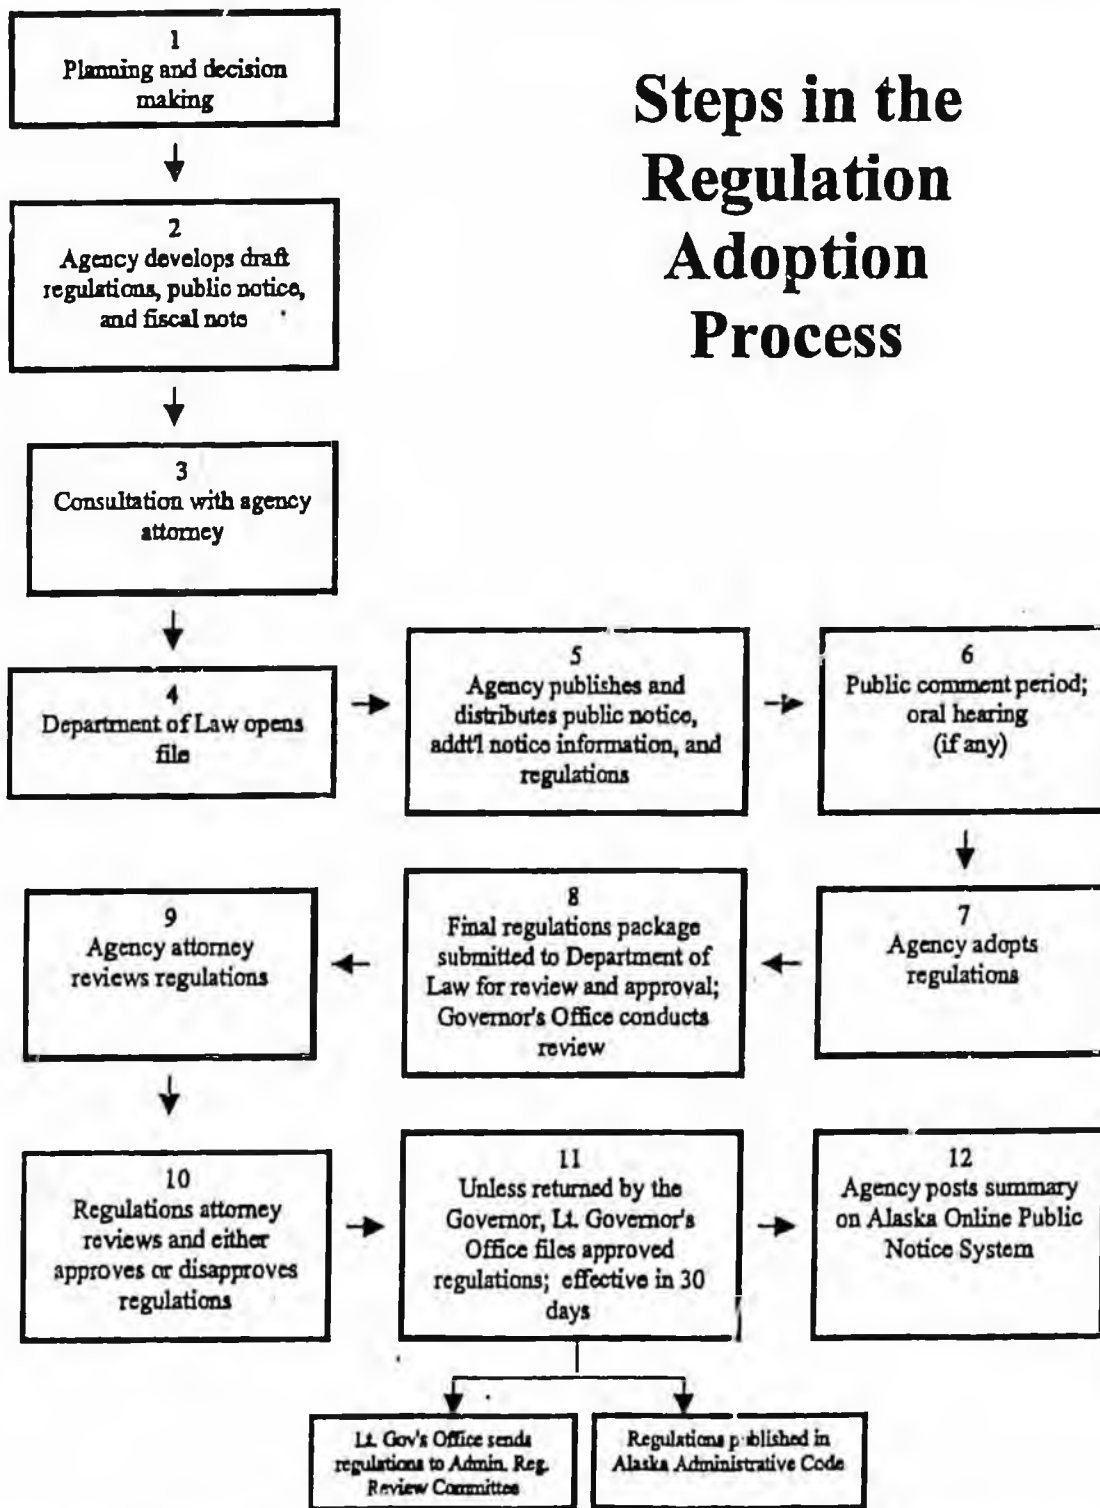 Steps in the
Regulation
Adoption
Process
1
Planning and decision
making
2
Agency develops draft
regulations, public notice,
and fiscal note
3
Consultation with agency
attorney
4
Department of Law opens
file
5
Agency publishes and
distributes public notice,
addt'l notice information, and
regulations
6
Public comment period;
oral hearing
(if any)
7
Agency adopts
regulations
8
Final regulations package
submitted to Department of
Law for review and approval;
Governor's Office conducts
review
9
Agency attorney
reviews regulations
10
Regulations attorney
reviews and either
approves or disapproves
regulations
11
Unless returned by the
Governor, Lt. Governor's
Office files approved
regulations; effective in 30
days
12
Agency posts summary
on Alaska Online Public
Notice System
Lt. Gov's Office sends
regulations to Admin. Reg.
Review Committee
Regulations published in
Alaska Administrative Code